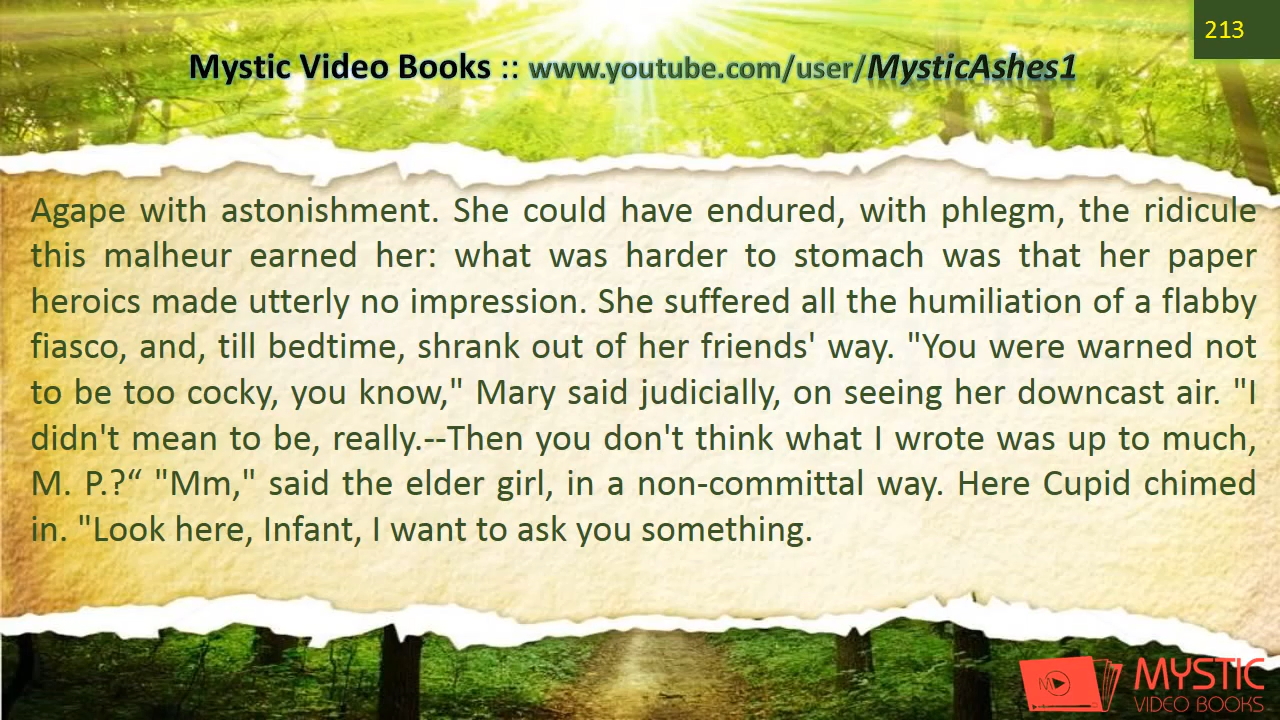 213
Mystic Video Books :: www.youtube.com/user/MysticAshes1
Agape with astonishment. She could have endured, with phlegm, the ridicule
this malheur earned her: what was harder to stomach was that her paper
heroics made utterly no impression. She suffered all the humiliation of a flabby
fiasco, and, till bedtime, shrank out of her friends' way. "You were warned not
to be too cocky, you know," Mary said judicially, on seeing her downcast air. "I
didn't mean to be, really.--Then you don't think what I wrote was up to much,
M. P.?“ "Mm," said the elder girl, in a non-committal way. Here Cupid chimed
in. "Look here, Infant, I want to ask you something.
MYSTIC
VIDEO BOOKS